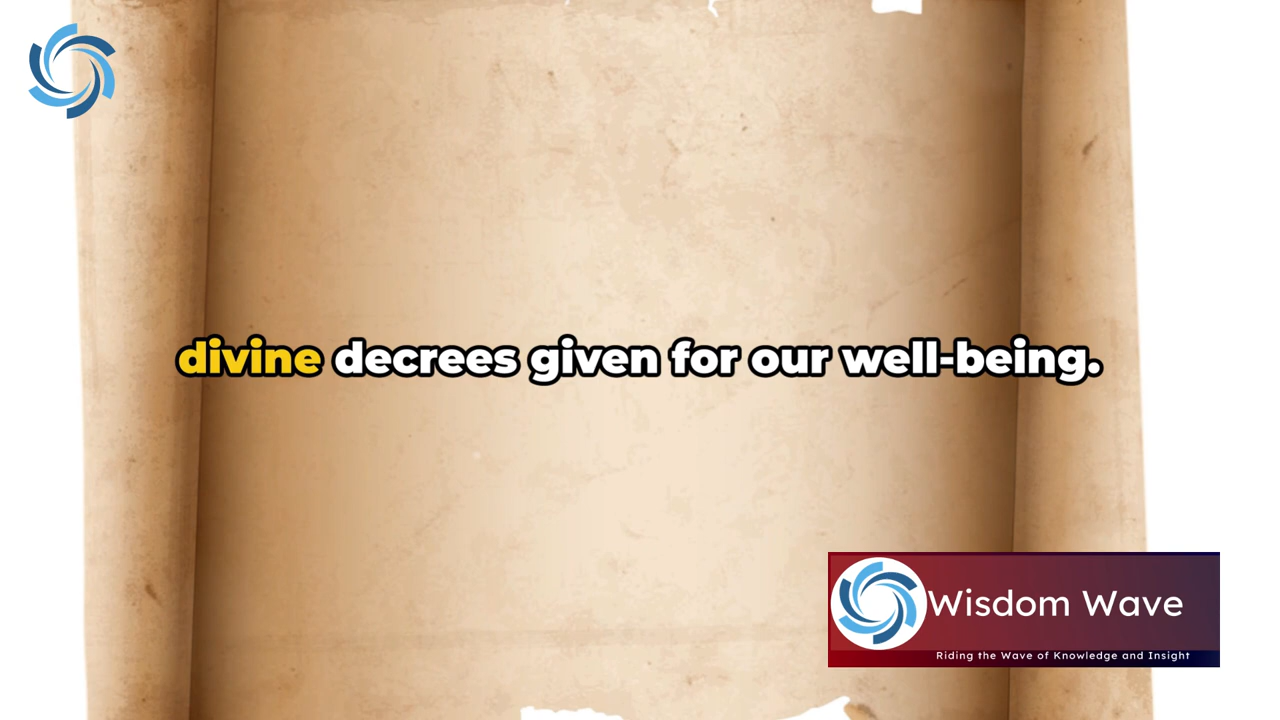 divine decrees given for our well-being.
Wisdom Wave
Riding the Wave of Knowledge and Insight